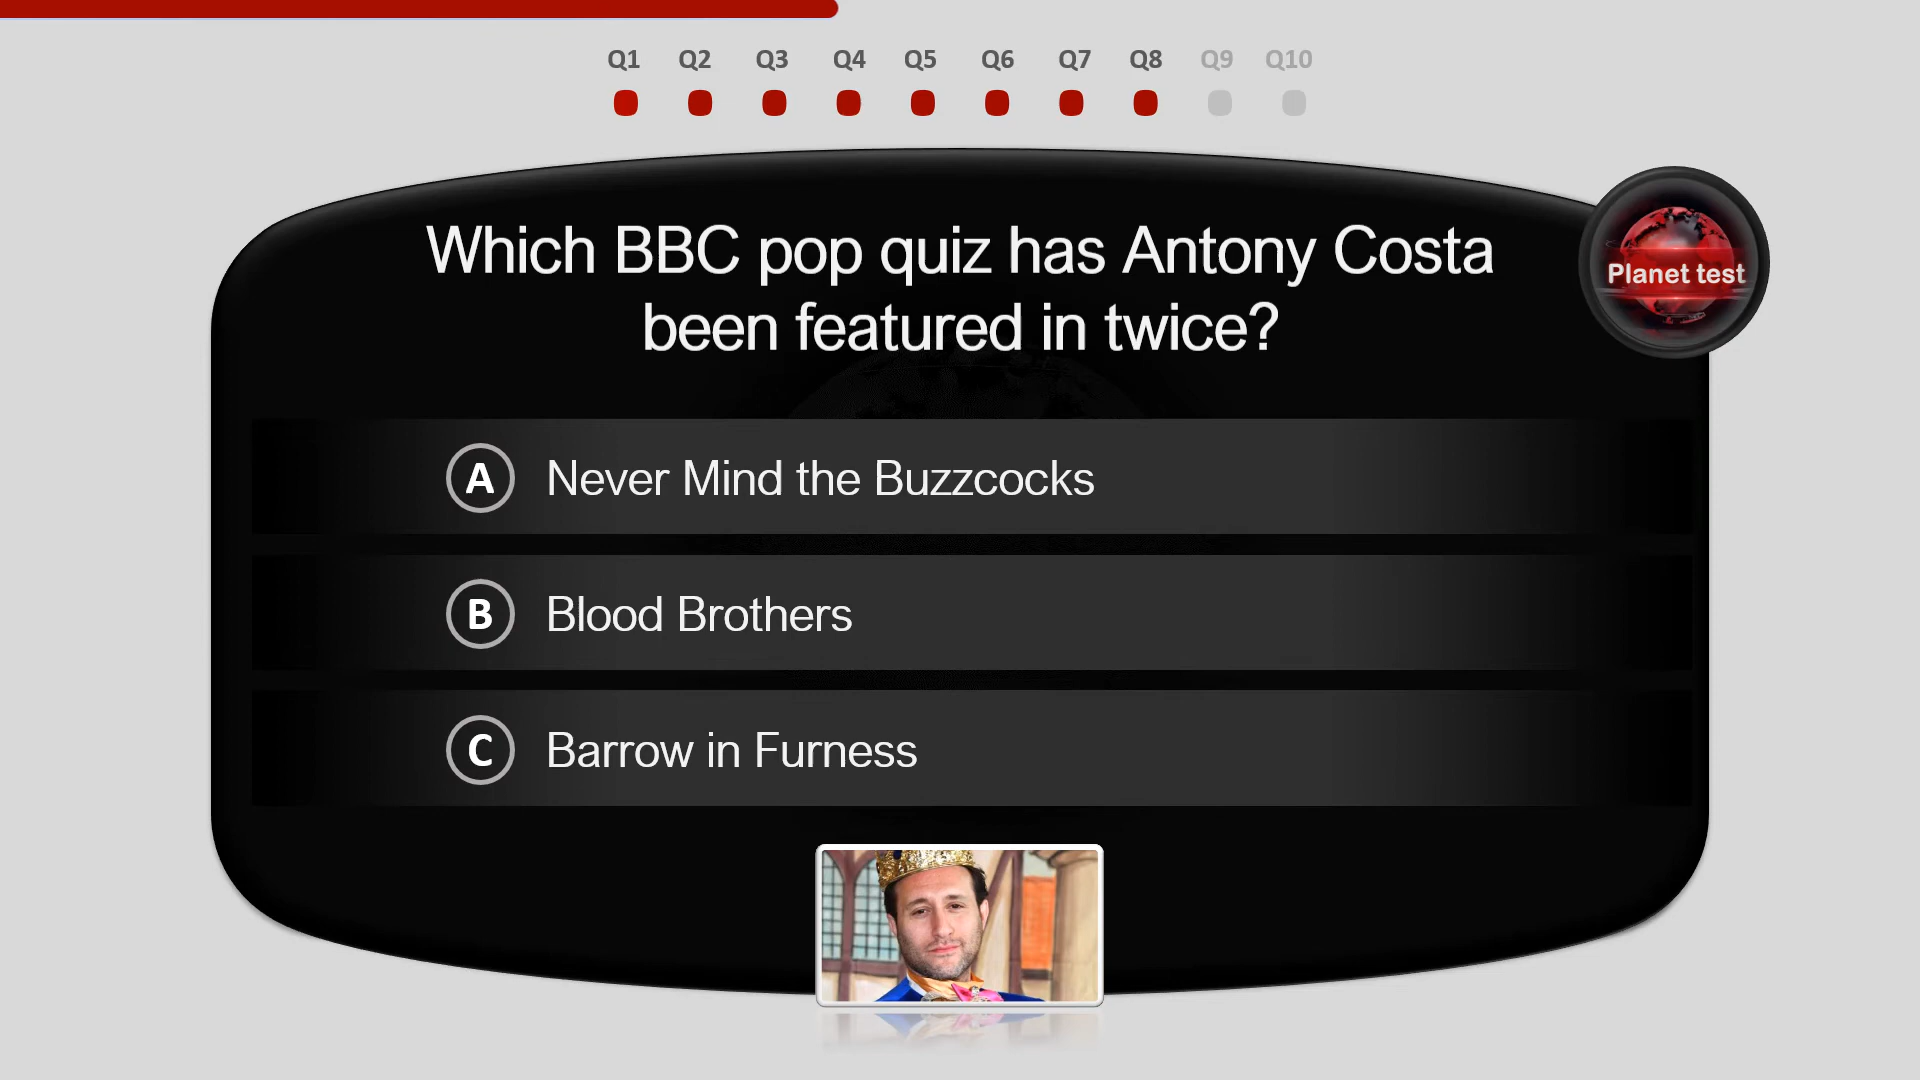 Q1 Q2 Q3 Q4 Q5 Q6 Q7 Q8 Q9 Q10
Which BBC pop quiz has Antony Costa
been featured in twice?
Planet test
A Never Mind the Buzzcocks
B Blood Brothers
C Barrow in Furness